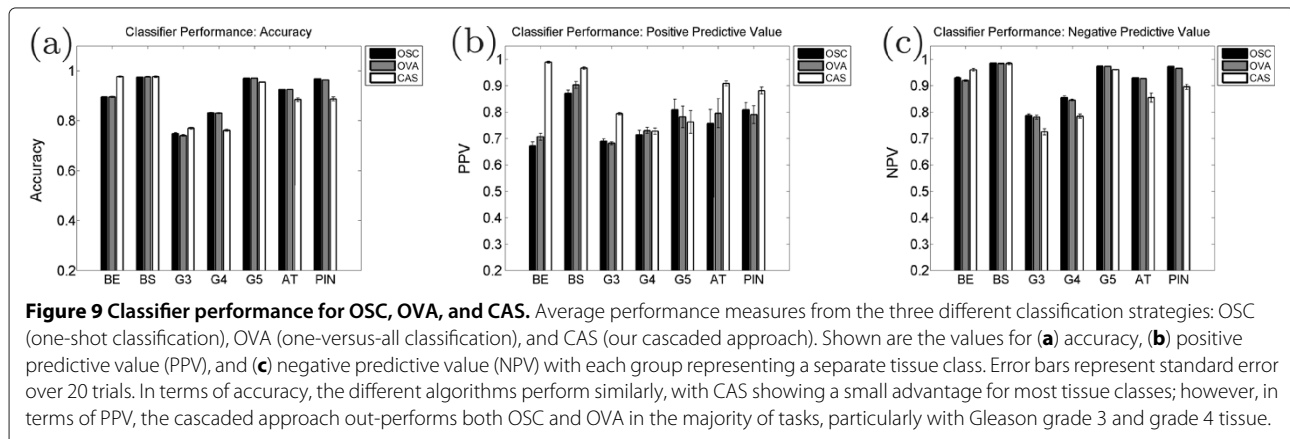 (a)
Classifier Performance: Accuracy
OSC
OVA
CAS
1
0.8
0.6
0.4
0.2
Accuracy
BE BS G3 G4 G5 AT PIN
(b)
Classifier Performance: Positive Predictive Value
OSC
OVA
CAS
1
0.9
0.8
0.7
0.6
0.5
0.4
0.3
0.2
PPV
BE BS G3 G4 G5 AT PIN
(c)
Classifier Performance: Negative Predictive Value
OSC
OVA
CAS
1
0.9
0.8
0.7
0.6
0.5
0.4
0.3
0.2
NPV
BE BS G3 G4 G5 AT PIN
Figure 9 Classifier performance for OSC, OVA, and CAS. Average performance measures from the three different classification strategies: OSC
(one-shot classification), OVA (one-versus-all classification), and CAS (our cascaded approach). Shown are the values for (a) accuracy, (b) positive
predictive value (PPV), and (c) negative predictive value (NPV) with each group representing a separate tissue class. Error bars represent standard error
over 20 trials. In terms of accuracy, the different algorithms perform similarly, with CAS showing a small advantage for most tissue classes; however, in
terms of PPV, the cascaded approach out-performs both OSC and OVA in the majority of tasks, particularly with Gleason grade 3 and grade 4 tissue.